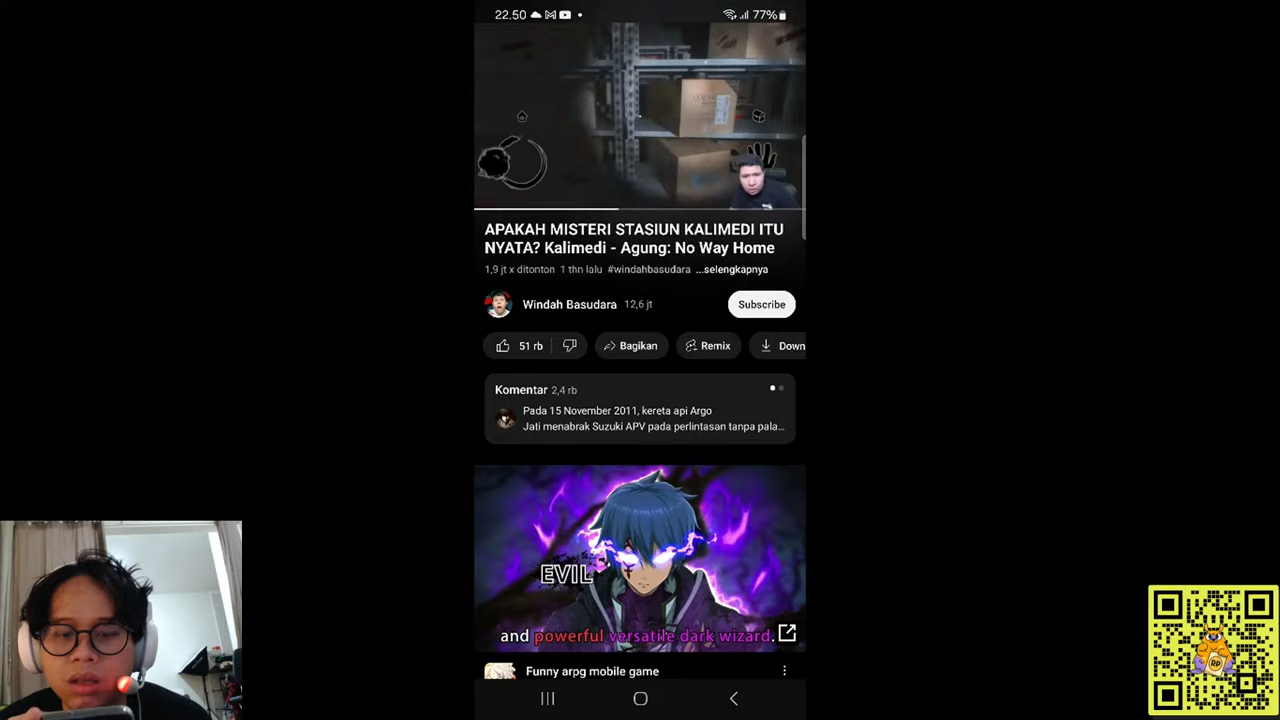 22.50
77%
APAKAH MISTERI STASIUN KALIMEDI ITU
NYATA? Kalimedi - Agung: No Way Home
1,9 jt x ditonton 1 thn lalu #windahbasudara ...selengkapnya
Windah Basudara 12,6 jt
Subscribe
51 rb
Bagikan
Remix
Down
Komentar 2,4 rb
Pada 15 November 2011, kereta api Argo
Jati menabrak Suzuki APV pada perlintasan tanpa pala...
EVIL
and powerful versatile dark wizard.
Funny arpg mobile game
RP